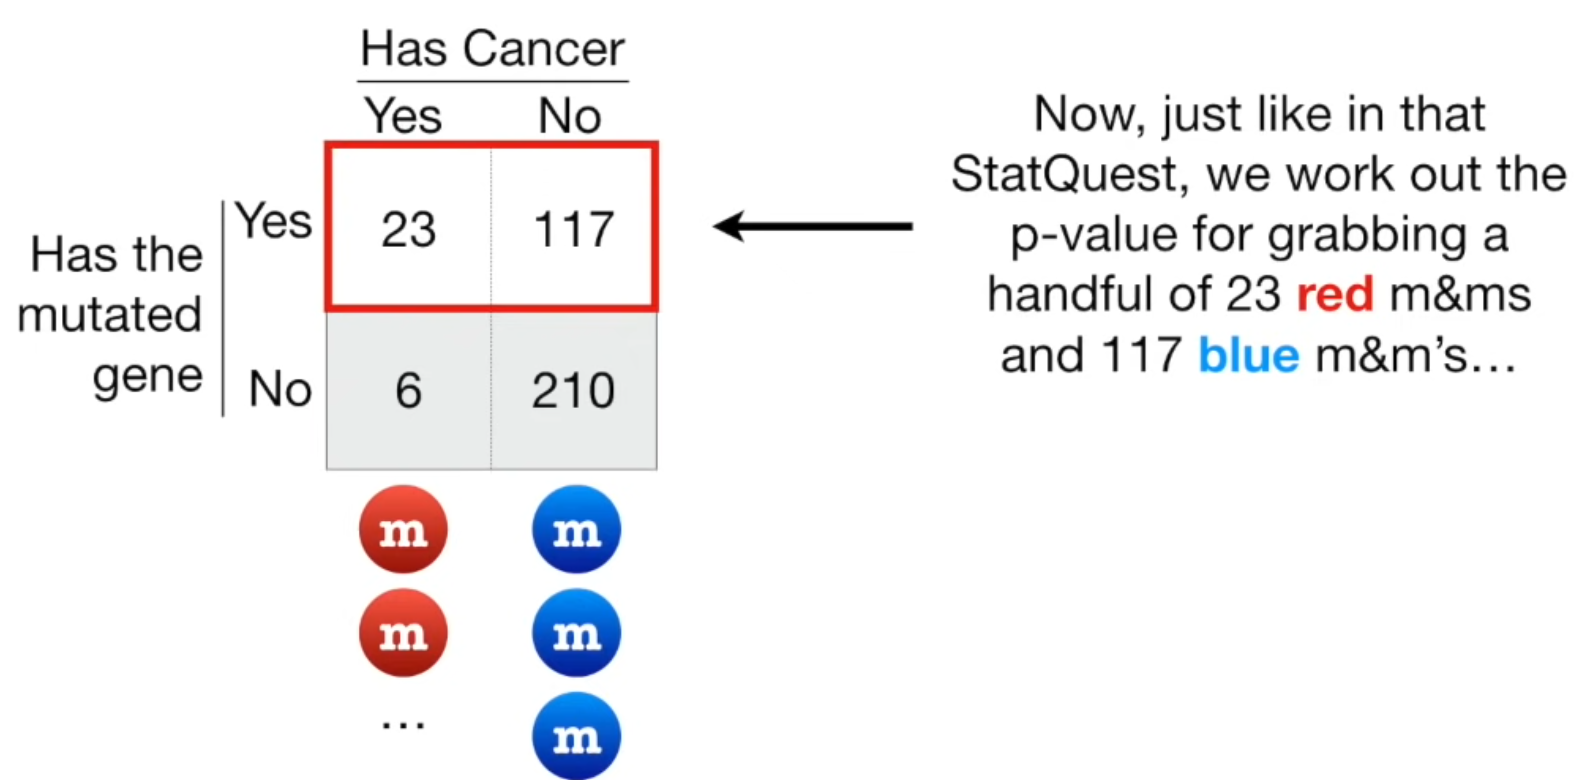 Has Cancer
Yes No
Yes 23 117
Has the
mutated
gene
No 6 210
Now, just like in that
StatQuest, we work out the
p-value for grabbing a
handful of 23 red m&ms
and 117 blue m&m’s...
m m
m m
... m